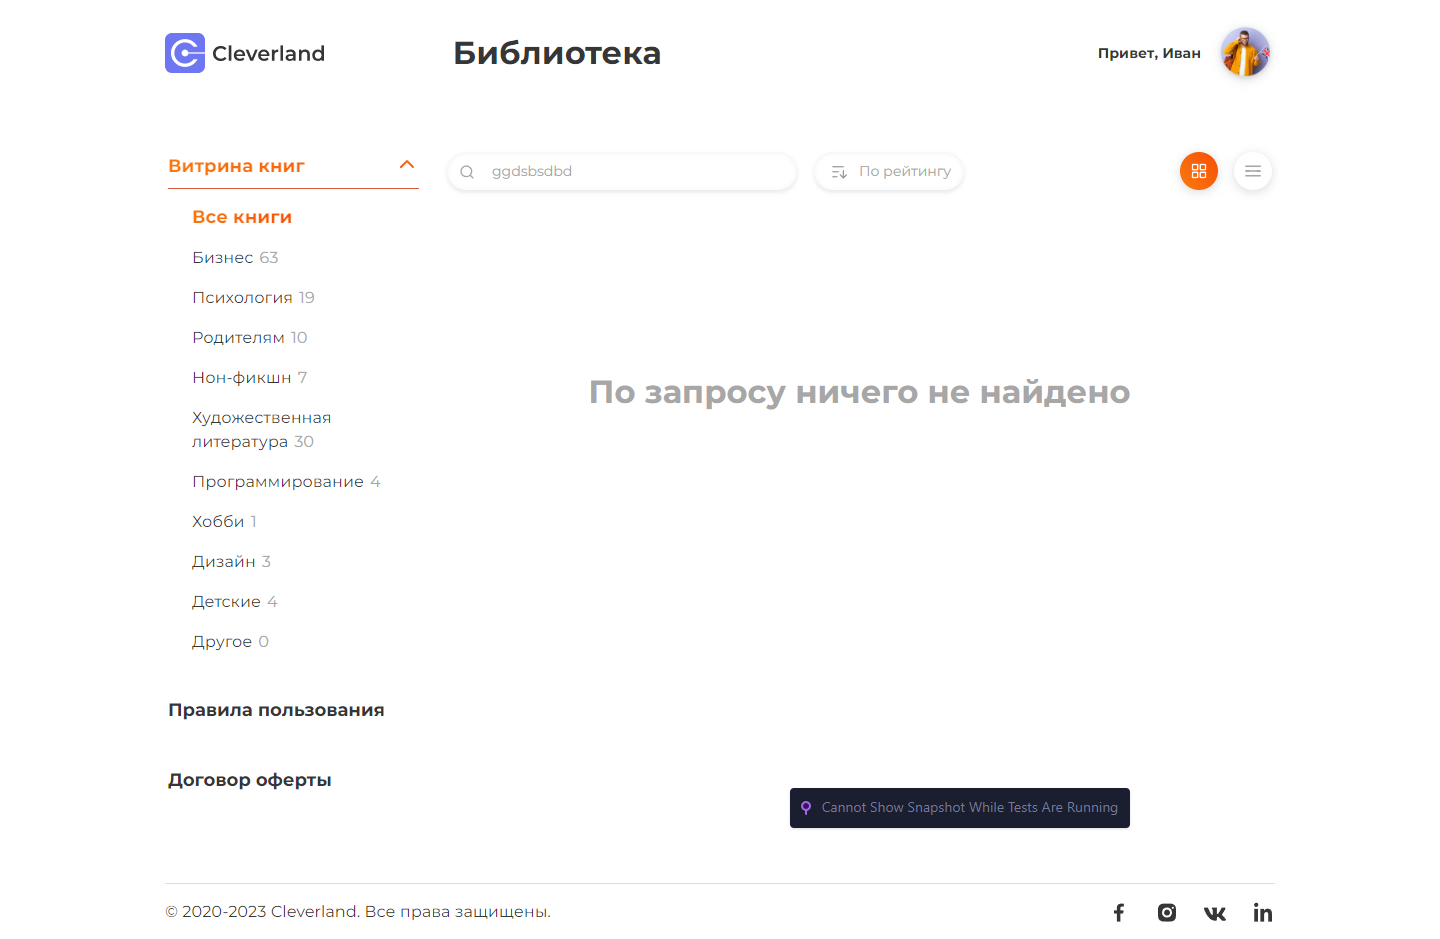 Cleverland
Библиотека
Привет, Иван
Витрина книг
ggdsbsdbd
По рейтингу
Все книги
Бизнес 63
Психология 19
Родителям 10
Нон-фикшн 7
Художественная
литература 30
Программирование 4
Хобби 1
Дизайн 3
Детские 4
Другое 0
По запросу ничего не найдено
Правила пользования
Договор оферты
Cannot Show Snapshot While Tests Are Running
© 2020-2023 Cleverland. Все права защищены.